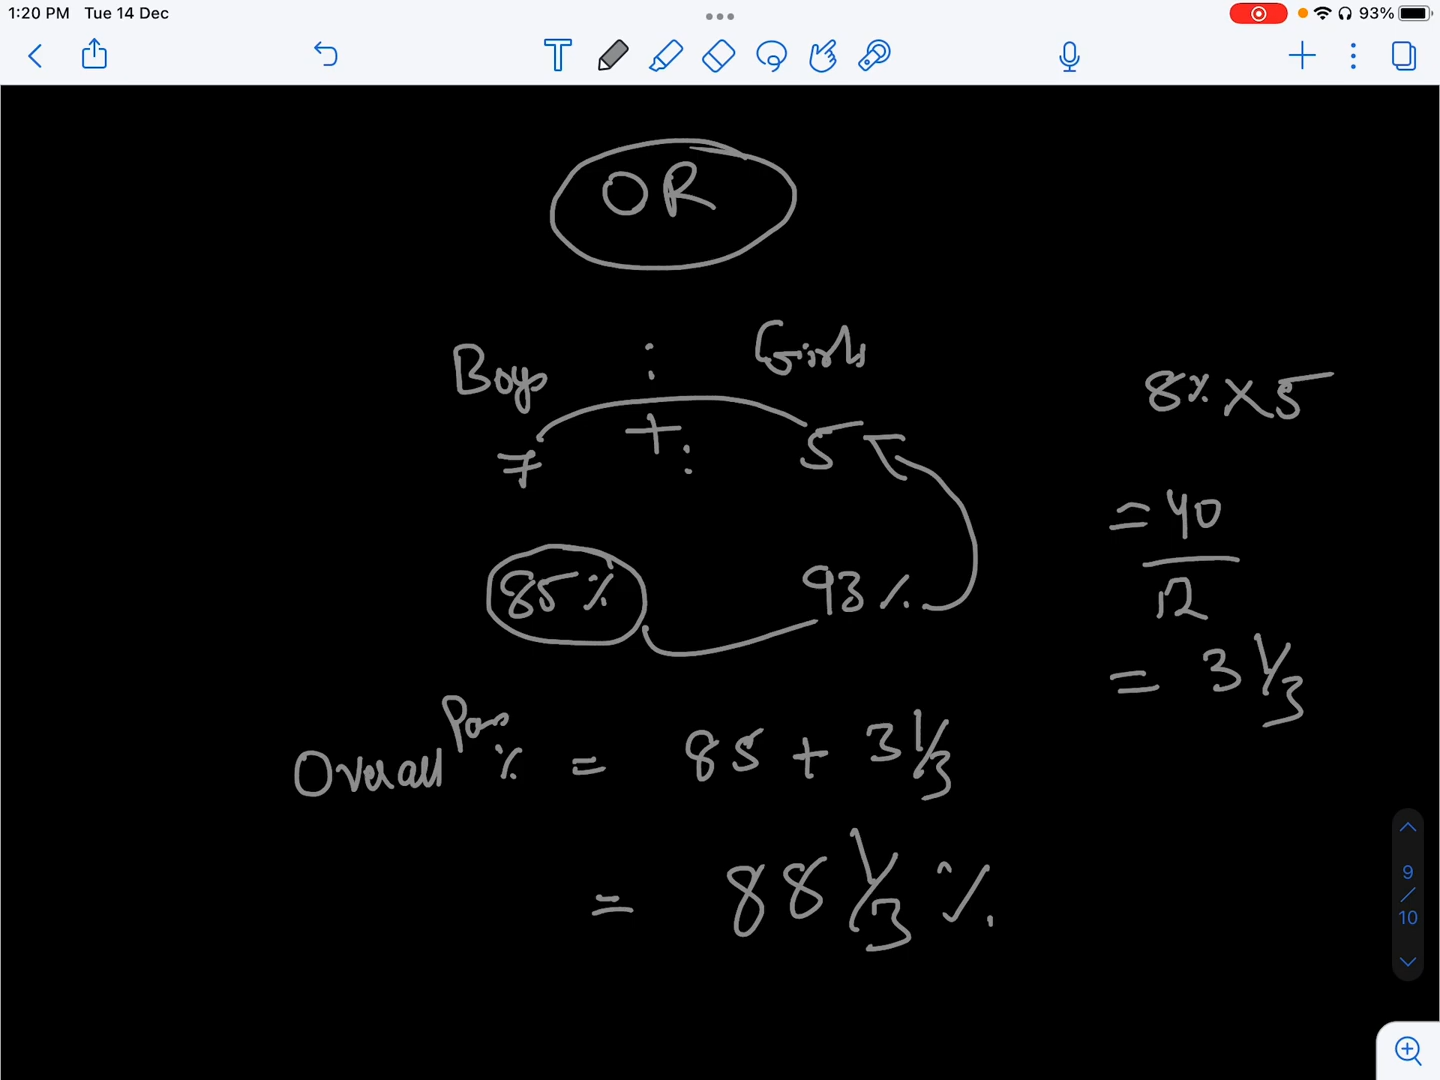 1:20 PM Tue 14 Dec
93%
T
OR
Boys : Girls
7 + : 5
85% 93%
8% × 5
= 40
12
= 3 1/3
Overall Pass % = 85 + 3 1/3
= 88 1/3 %.
9
/
10